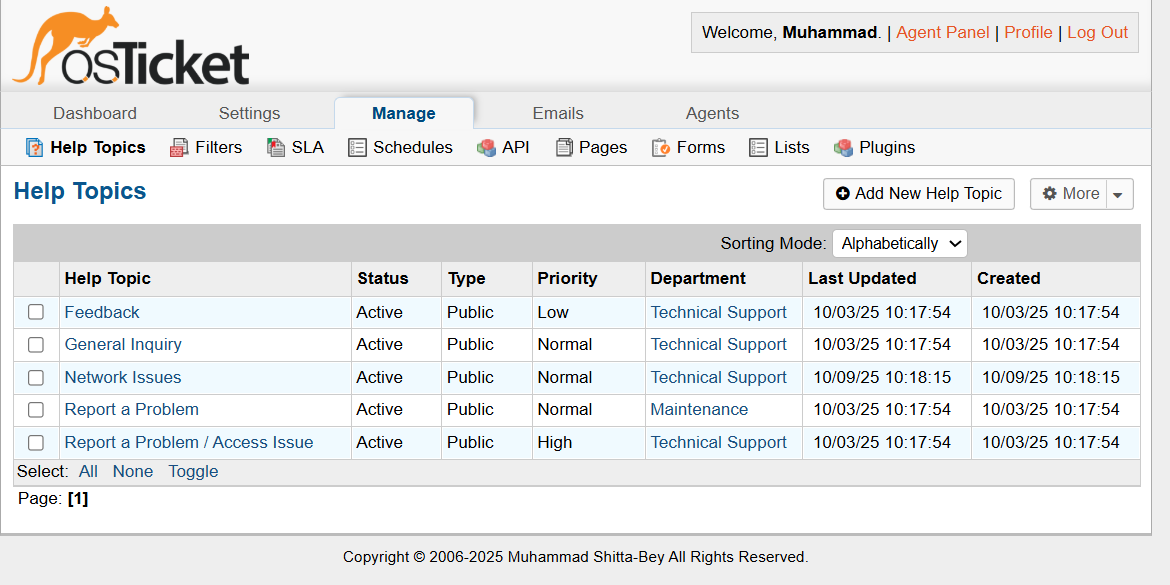 osTicket
Welcome, Muhammad. | Agent Panel | Profile | Log Out
Dashboard Settings Manage Emails Agents
Help Topics Filters SLA Schedules API Pages Forms Lists Plugins
Help Topics
Add New Help Topic More
Sorting Mode: Alphabetically
Help Topic Status Type Priority Department Last Updated Created
Feedback Active Public Low Technical Support 10/03/25 10:17:54 10/03/25 10:17:54
General Inquiry Active Public Normal Technical Support 10/03/25 10:17:54 10/03/25 10:17:54
Network Issues Active Public Normal Technical Support 10/09/25 10:18:15 10/09/25 10:18:15
Report a Problem Active Public Normal Maintenance 10/03/25 10:17:54 10/03/25 10:17:54
Report a Problem / Access Issue Active Public High Technical Support 10/03/25 10:17:54 10/03/25 10:17:54
Select: All None Toggle
Page: [1]
Copyright © 2006-2025 Muhammad Shitta-Bey All Rights Reserved.